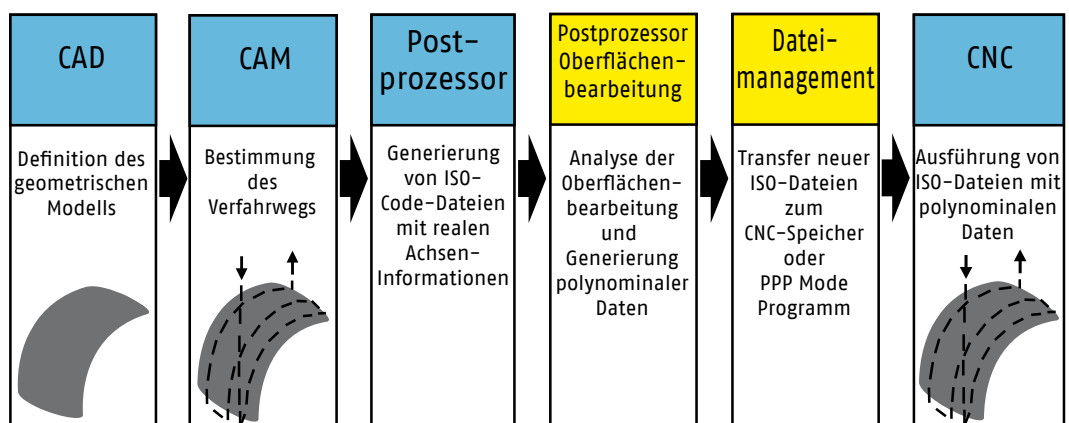 CAD
Definition des
geometrischen
Modells
CAM
Bestimmung
des
Verfahrwegs
Post-
prozessor
Generierung
von ISO-
Code-Dateien
mit realen
Achsen-
Informationen
Postprozessor
Oberflächen-
bearbeitung
Analyse der
Oberflächen-
bearbeitung
und
Generierung
polynominaler
Daten
Datei-
management
Transfer neuer
ISO-Dateien
zum
CNC-Speicher
oder
PPP Mode
Programm
CNC
Ausführung von
ISO-Dateien mit
polynominalen
Daten